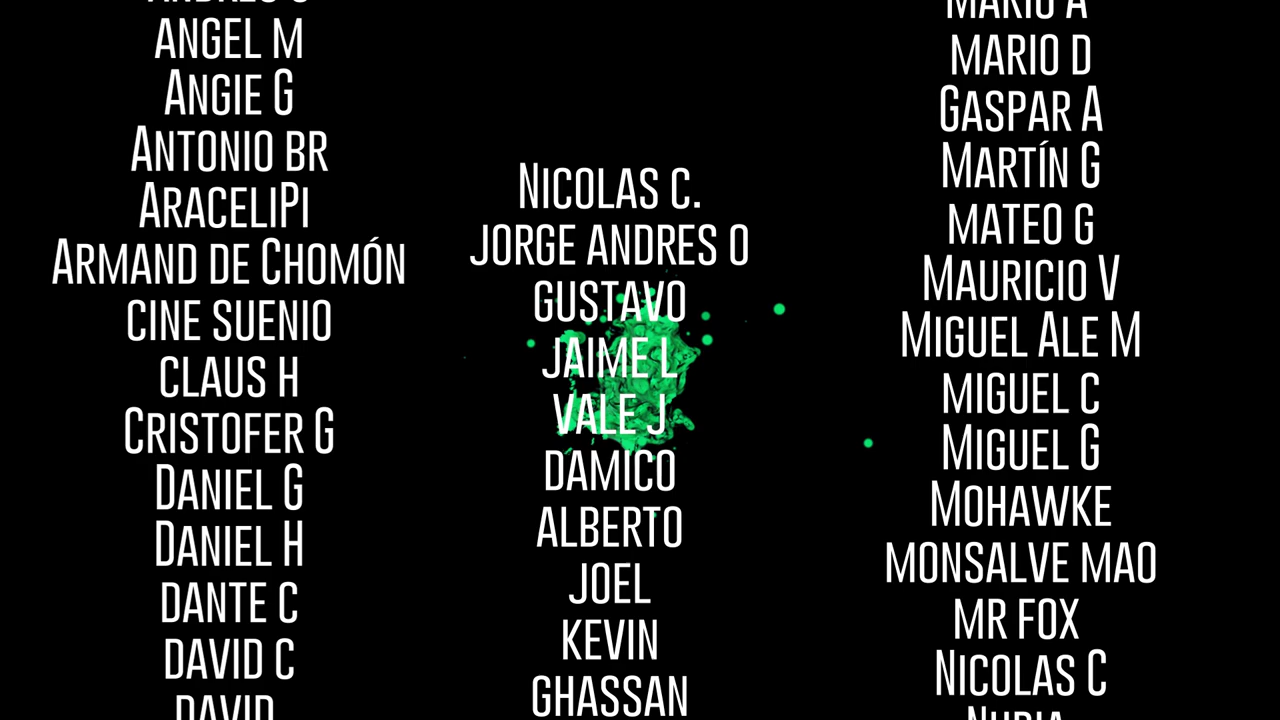 ANGEL M
ANGIE G
ANTONIO BR
ARACELIPI
ARMAND DE CHOMÓN
CINE SUENIO
CLAUS H
CRISTOFER G
DANIEL G
DANIEL H
DANTE C
DAVID C
DAVID
NICOLAS C.
JORGE ANDRES O
GUSTAVO
JAIME L
VALE J
DAMICO
ALBERTO
JOEL
KEVIN
GHASSAN
MARIO A
MARIO D
GASPAR A
MARTÍN G
MATEO G
MAURICIO V
MIGUEL ALE M
MIGUEL C
MIGUEL G
MOHAWKE
MONSALVE MAO
MR FOX
NICOLAS C